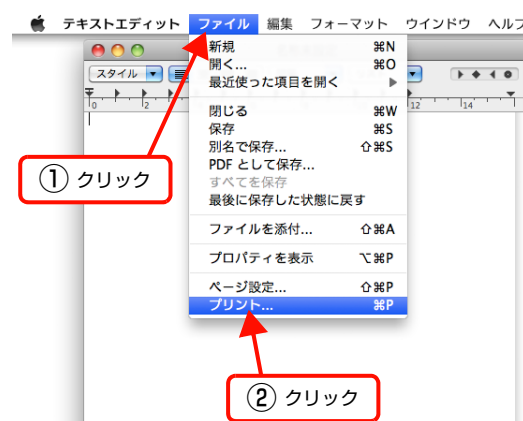 テキストエディット ファイル 編集 フォーマット ウインドウ ヘルプ
スタイル
0 2 12 14
新規 ⌘N
開く... ⌘O
最近使った項目を開く ▶
閉じる ⌘W
保存 ⌘S
別名で保存... ⇧⌘S
PDF として保存...
すべてを保存
最後に保存した状態に戻す
ファイルを添付... ⇧⌘A
プロパティを表示 ⌥⌘P
ページ設定... ⇧⌘P
プリント... ⌘P
① クリック
② クリック